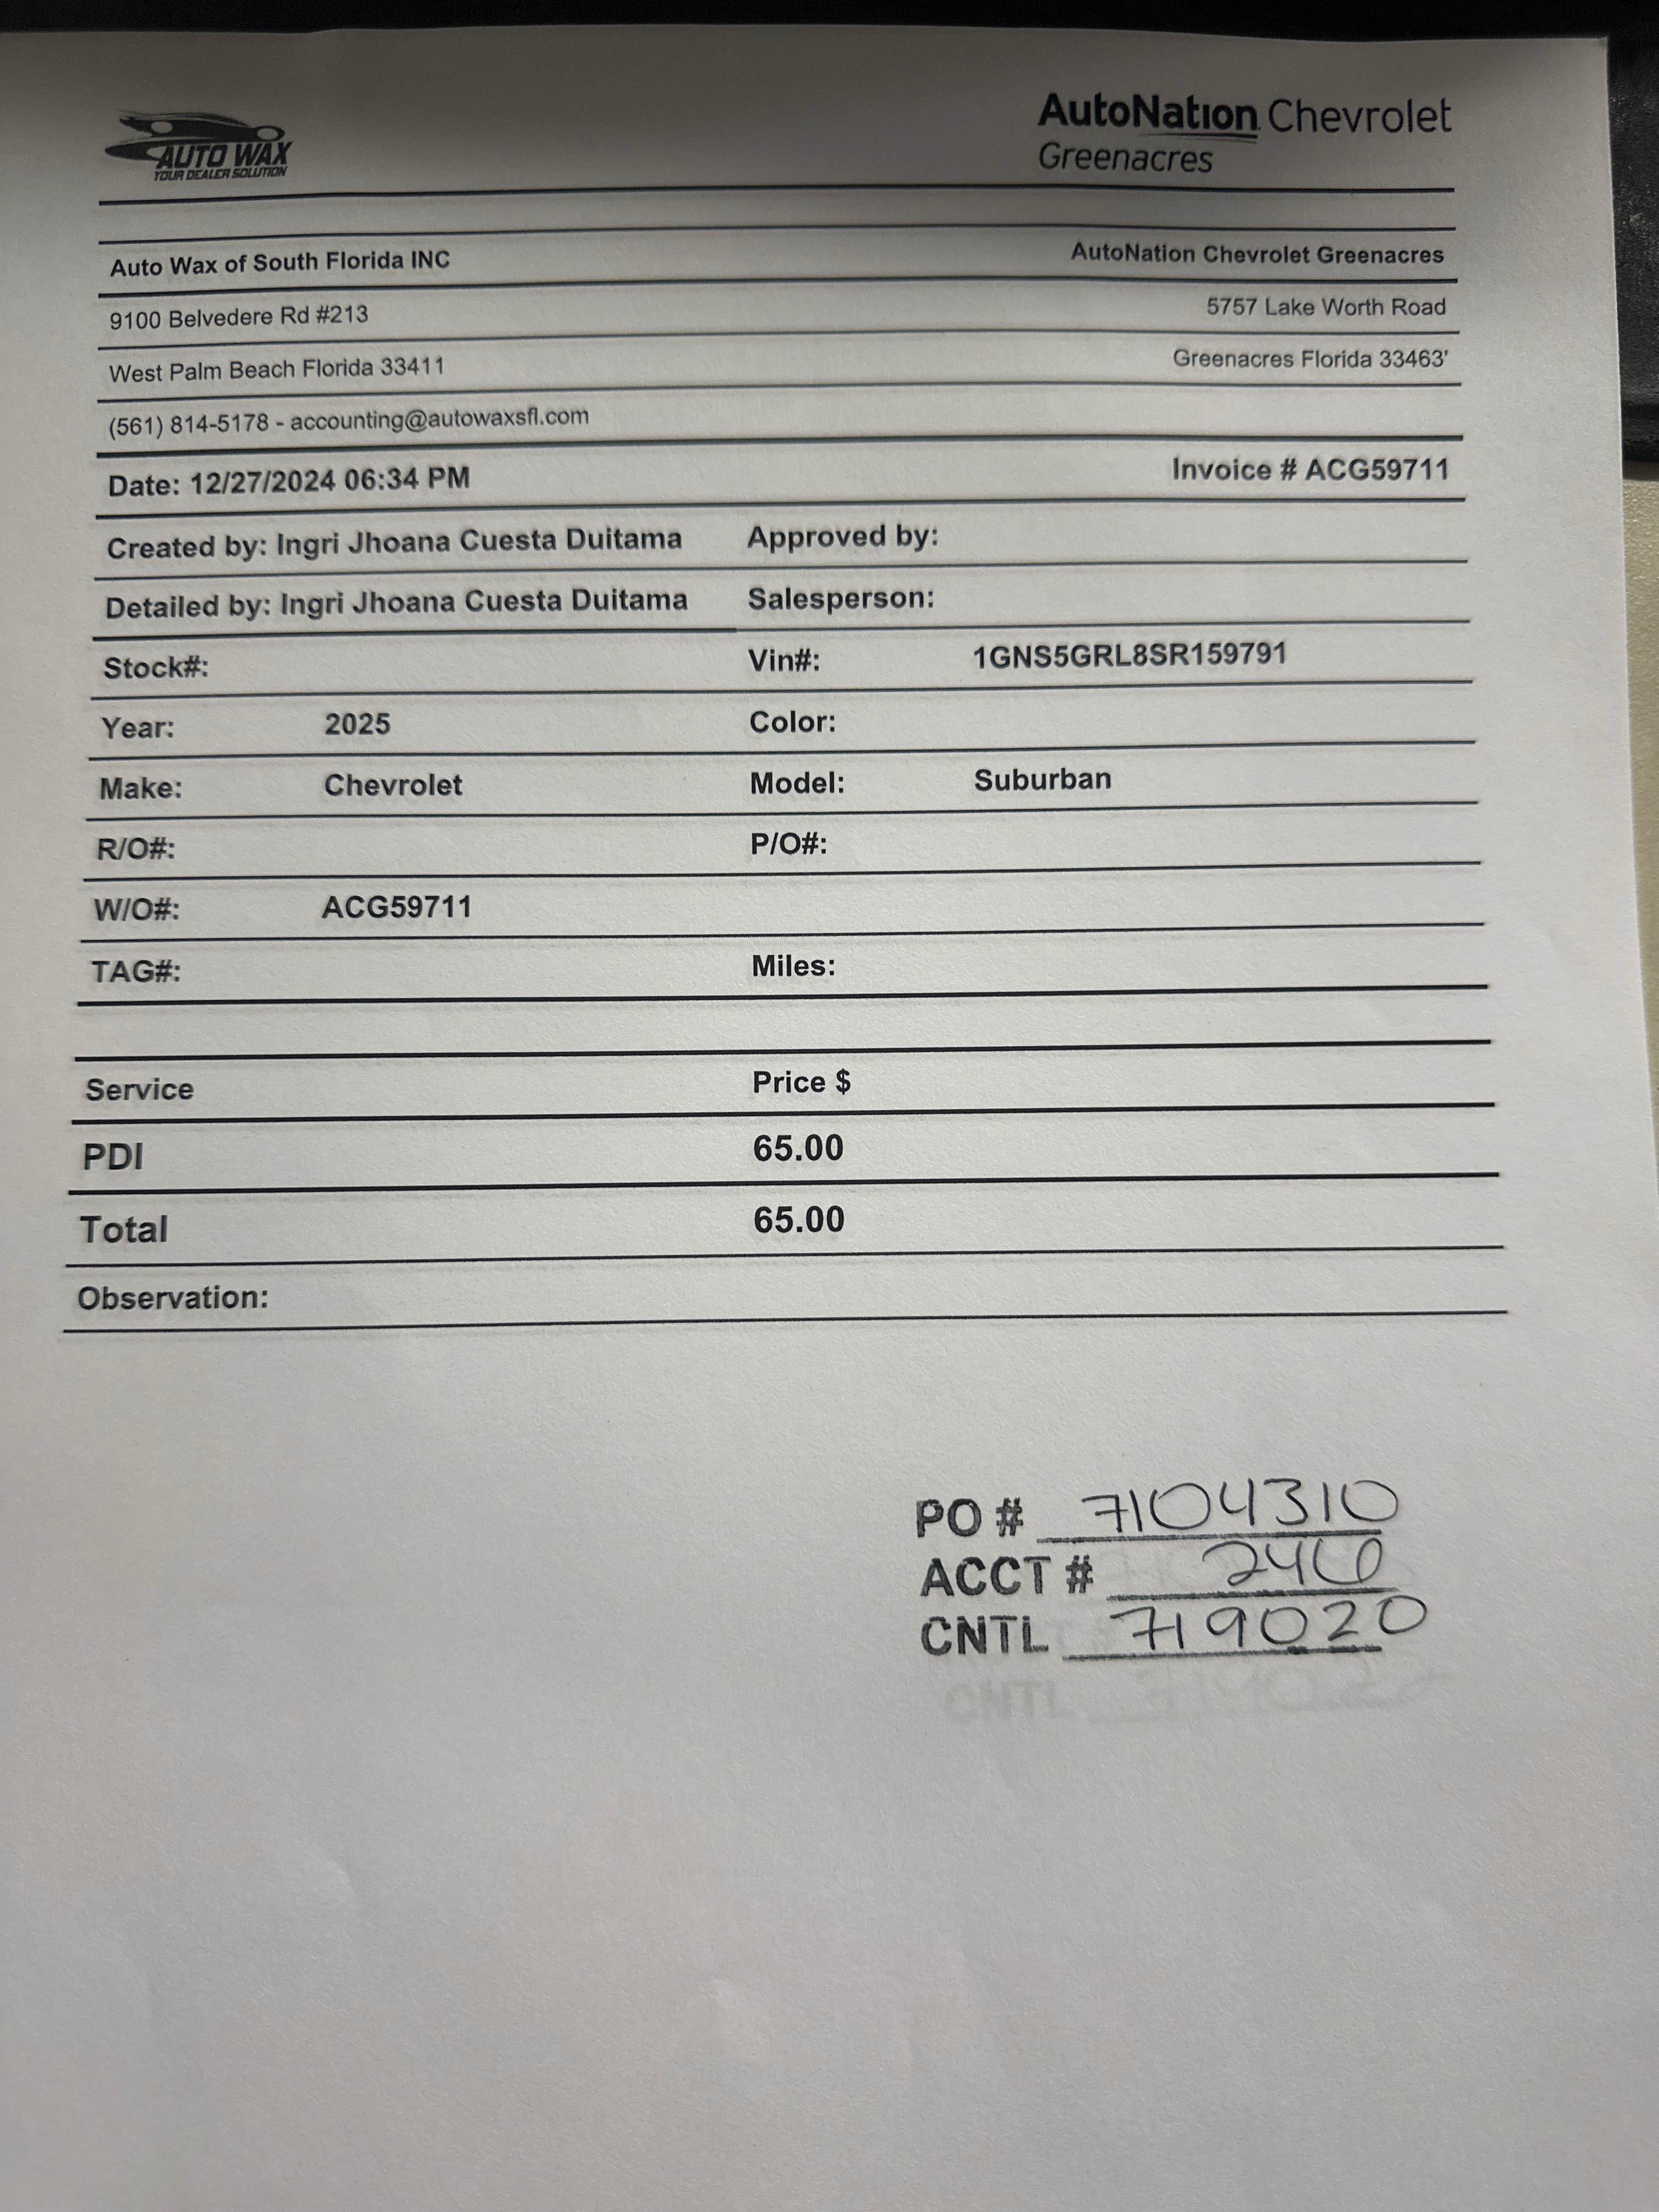 AUTO WAX
YOUR DEALER SOLUTION
AutoNation Chevrolet
Greenacres
Auto Wax of South Florida INC AutoNation Chevrolet Greenacres
9100 Belvedere Rd #213 5757 Lake Worth Road
West Palm Beach Florida 33411 Greenacres Florida 33463'
(561) 814-5178 - accounting@autowaxsfl.com
Date: 12/27/2024 06:34 PM Invoice # ACG59711
Created by: Ingri Jhoana Cuesta Duitama Approved by:
Detailed by: Ingri Jhoana Cuesta Duitama Salesperson:
Stock#: Vin#: 1GNS5GRL8SR159791
Year: 2025 Color:
Make: Chevrolet Model: Suburban
R/O#: P/O#:
W/O#: ACG59711
TAG#: Miles:
Service Price $
PDI 65.00
Total 65.00
Observation:
PO # 7104310
ACCT # 246
CNTL 719020
CNTL 719020